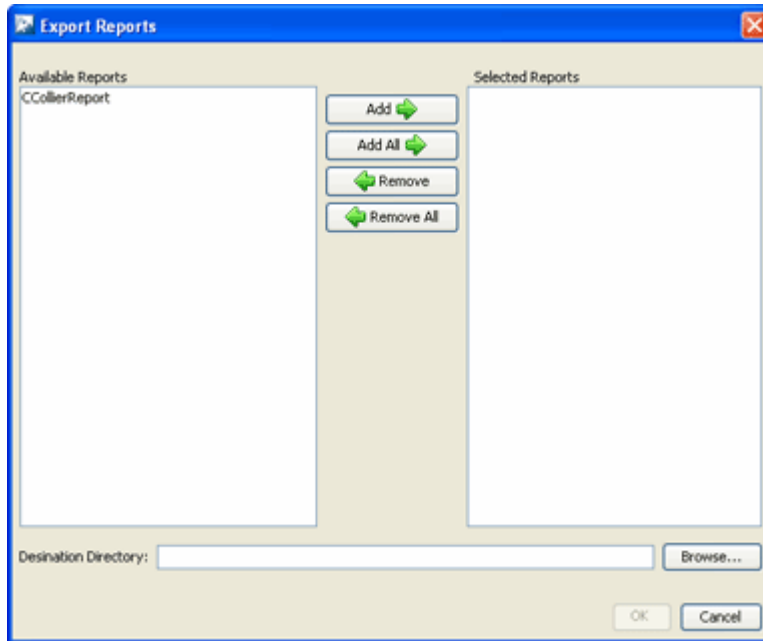 Export Reports
Available Reports
Selected Reports
CCollierReport
Add
Add All
Remove
Remove All
Desination Directory:
Browse...
OK
Cancel